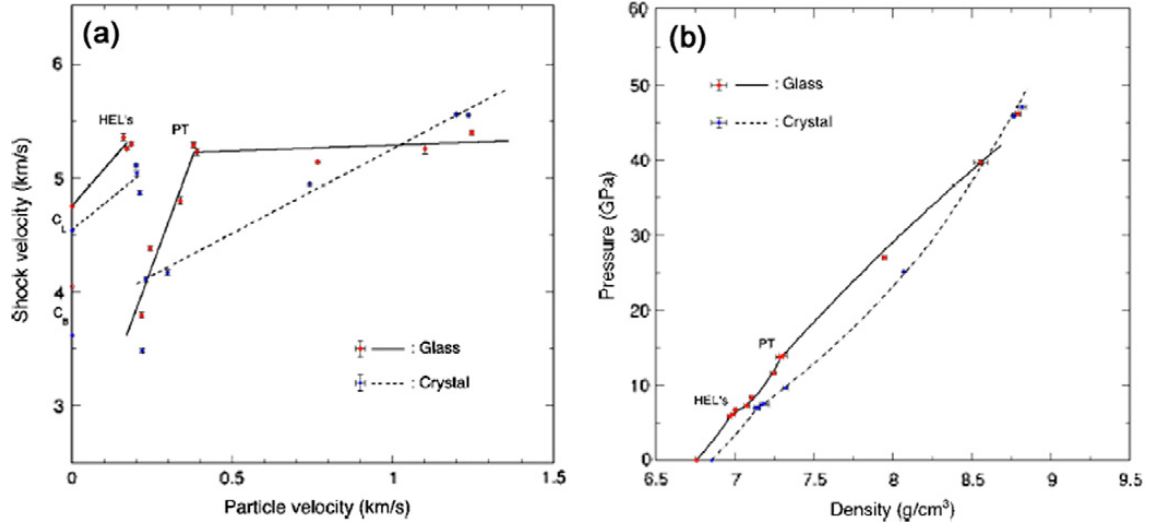 (a)
6
5
4
3
0
0.5
1
1.5
Shock velocity (km/s)
Particle velocity (km/s)
HEL's
PT
C_L
C_B
: Glass
: Crystal
(b)
60
50
40
30
20
10
0
6.5
7
7.5
8
8.5
9
9.5
Pressure (GPa)
Density (g/cm³)
: Glass
: Crystal
PT
HEL's